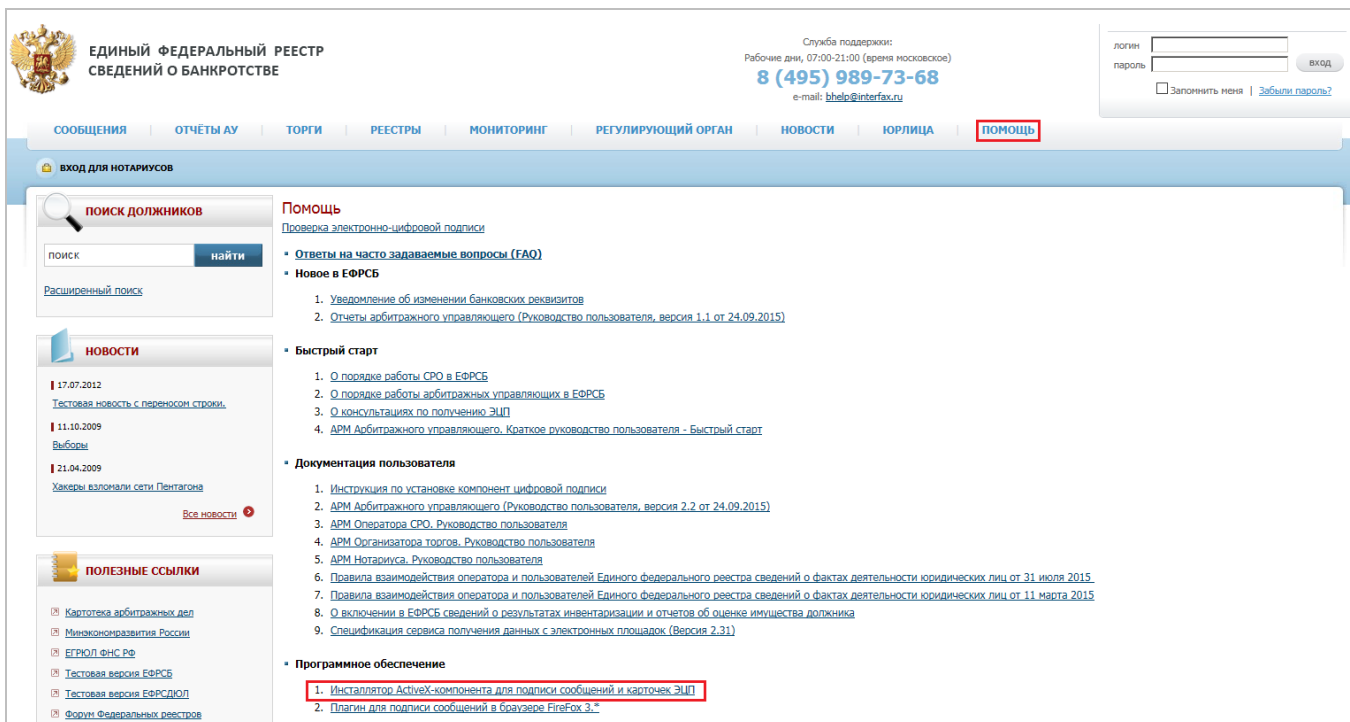 ЕДИНЫЙ ФЕДЕРАЛЬНЫЙ РЕЕСТР
СВЕДЕНИЙ О БАНКРОТСТВЕ
Служба поддержки:
Рабочие дни, 07:00-21:00 (время московское)
8 (495) 989-73-68
e-mail: bhelp@interfax.ru
логин
пароль
вход
Запомнить меня | Забыли пароль?
СООБЩЕНИЯ ОТЧЁТЫ АУ ТОРГИ РЕЕСТРЫ МОНИТОРИНГ РЕГУЛИРУЮЩИЙ ОРГАН НОВОСТИ ЮРЛИЦА ПОМОЩЬ
ВХОД ДЛЯ НОТАРИУСОВ
ПОИСК ДОЛЖНИКОВ
поиск
найти
Расширенный поиск
НОВОСТИ
17.07.2012
Тестовая новость с переносом строки.
11.10.2009
Выборы
21.04.2009
Хакеры взломали сети Пентагона
Все новости
ПОЛЕЗНЫЕ ССЫЛКИ
Картотека арбитражных дел
Минэкономразвития России
ЕГРЮЛ ФНС РФ
Тестовая версия ЕФРСБ
Тестовая версия ЕФРСДЮЛ
Форум Федеральных реестров
Помощь
Проверка электронно-цифровой подписи
Ответы на часто задаваемые вопросы (FAQ)
Новое в ЕФРСБ
1. Уведомление об изменении банковских реквизитов
2. Отчеты арбитражного управляющего (Руководство пользователя, версия 1.1 от 24.09.2015)
Быстрый старт
1. О порядке работы СРО в ЕФРСБ
2. О порядке работы арбитражных управляющих в ЕФРСБ
3. О консультациях по получению ЭЦП
4. АРМ Арбитражного управляющего. Краткое руководство пользователя - Быстрый старт
Документация пользователя
1. Инструкция по установке компонент цифровой подписи
2. АРМ Арбитражного управляющего (Руководство пользователя, версия 2.2 от 24.09.2015)
3. АРМ Оператора СРО. Руководство пользователя
4. АРМ Организатора торгов. Руководство пользователя
5. АРМ Нотариуса. Руководство пользователя
6. Правила взаимодействия оператора и пользователей Единого федерального реестра сведений о фактах деятельности юридических лиц от 31 июля 2015
7. Правила взаимодействия оператора и пользователей Единого федерального реестра сведений о фактах деятельности юридических лиц от 11 марта 2015
8. О включении в ЕФРСБ сведений о результатах инвентаризации и отчетов об оценке имущества должника
9. Спецификация сервиса получения данных с электронных площадок (Версия 2.31)
Программное обеспечение
1. Инсталлятор ActiveX-компонента для подписи сообщений и карточек ЭЦП
2. Плагин для подписи сообщений в браузере FireFox 3.*